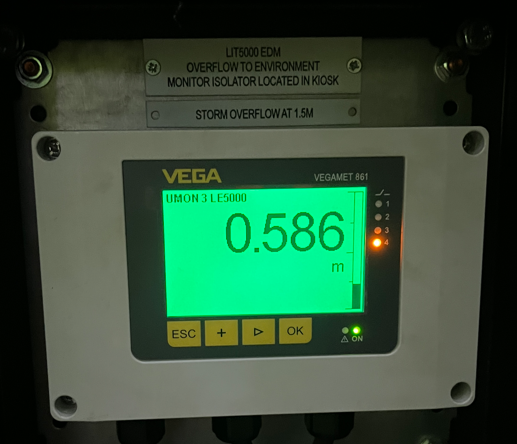 LIT5000 EDM
OVERFLOW TO ENVIRONMENT
MONITOR ISOLATOR LOCATED IN KIOSK
STORM OVERFLOW AT 1.5M
VEGA
VEGAMET 861
UMON 3 LE5000
0.586
m
1
2
3
4
ESC + ▷ OK
⚠ ON